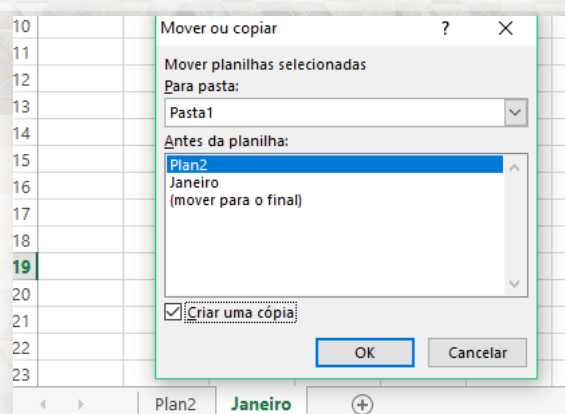 Mover ou copiar ? ×
Mover planilhas selecionadas
Para pasta:
Pasta1
Antes da planilha:
Plan2
Janeiro
(mover para o final)
Criar uma cópia
OK Cancelar
10
11
12
13
14
15
16
17
18
19
20
21
22
23
Plan2 Janeiro